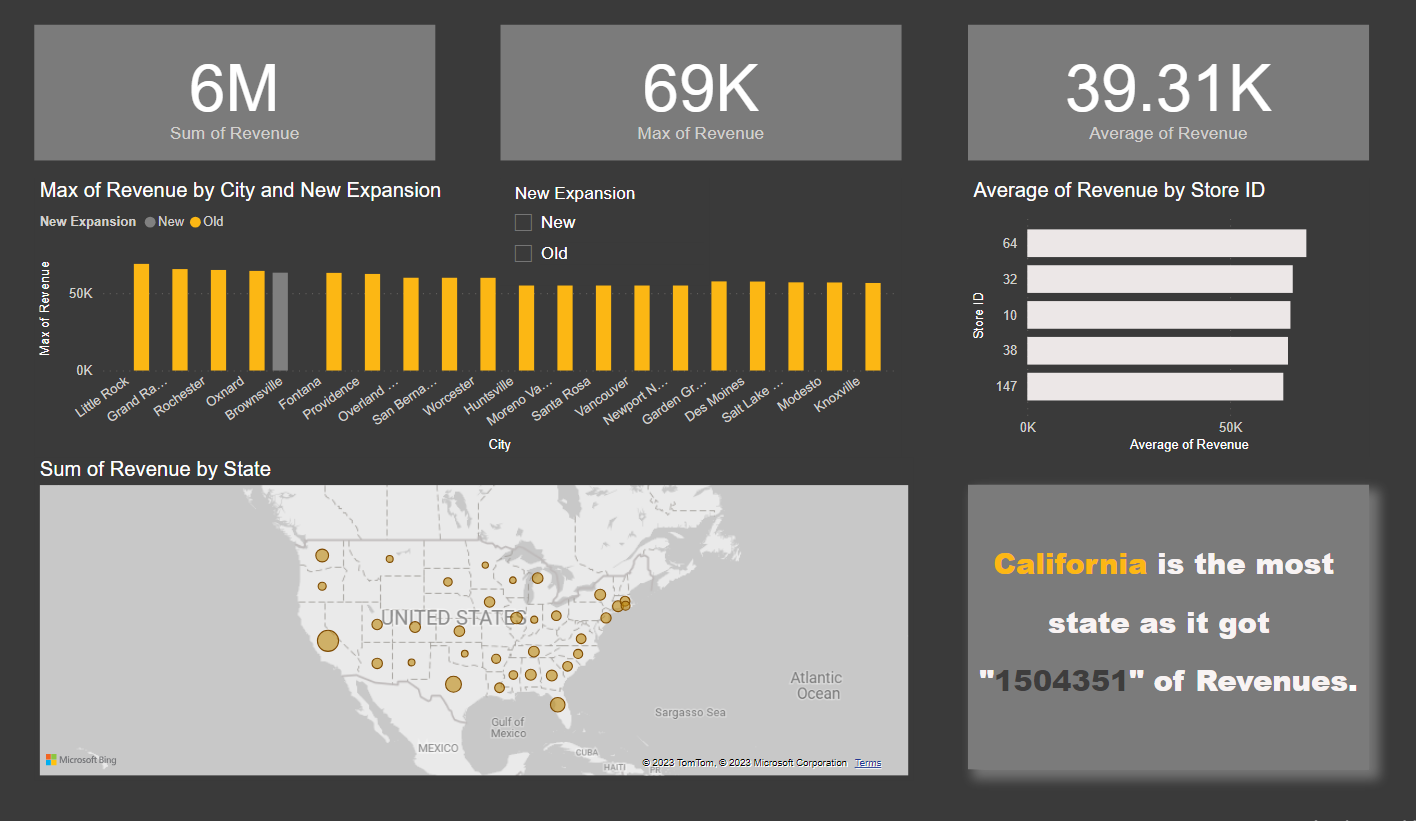 6M
Sum of Revenue
69K
Max of Revenue
39.31K
Average of Revenue
Max of Revenue by City and New Expansion
New Expansion New Old
Max of Revenue
50K
0K
Little Rock
Grand Ra...
Rochester
Oxnard
Brownsville
Fontana
Providence
Overland ...
San Berna...
Worcester
Huntsville
Moreno Va...
Santa Rosa
Vancouver
Newport N...
Garden Gr...
Des Moines
Salt Lake ...
Modesto
Knoxville
City
New Expansion
New
Old
Average of Revenue by Store ID
Store ID
64
32
10
38
147
0K
50K
Average of Revenue
Sum of Revenue by State
UNITED STATES
Atlantic
Ocean
Sargasso Sea
Gulf of
Mexico
MEXICO
CUBA
HAITI
PR
Microsoft Bing
© 2023 TomTom, © 2023 Microsoft Corporation Terms
California is the most
state as it got
"1504351" of Revenues.